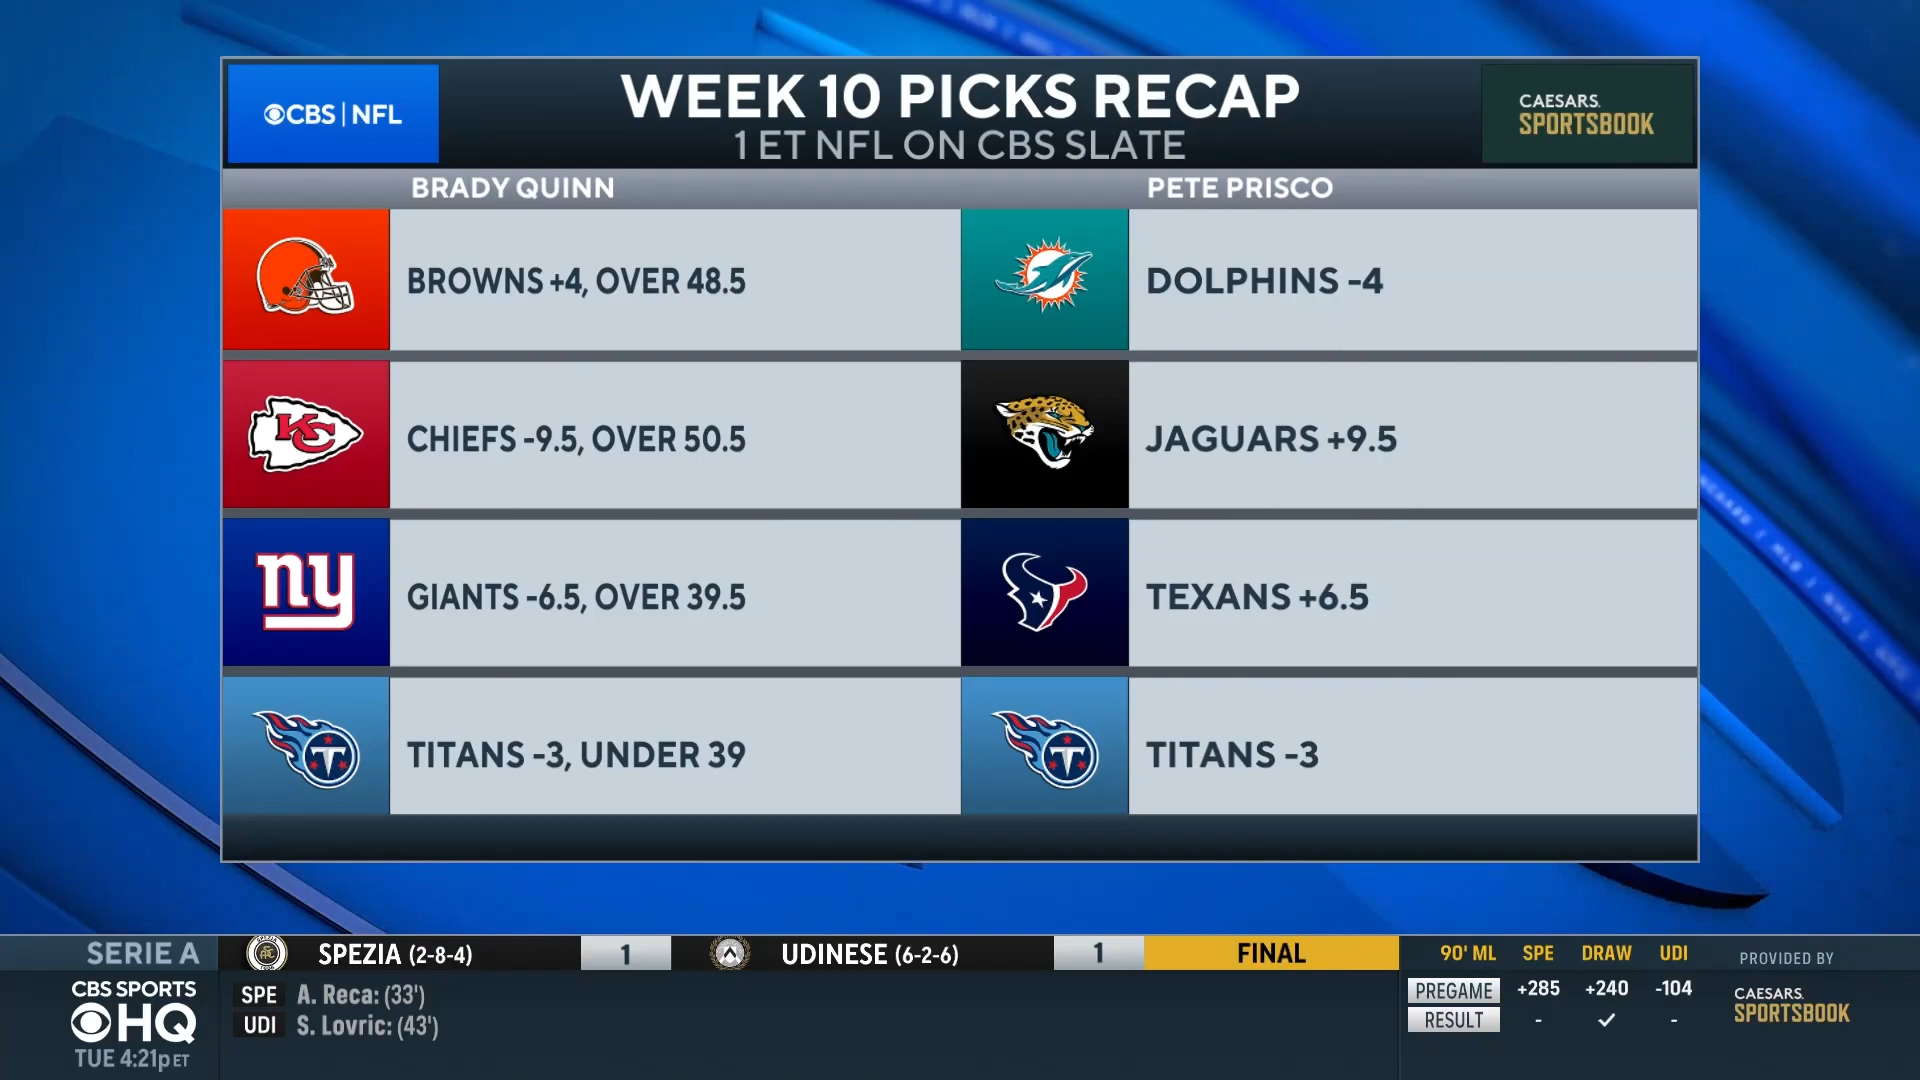 CBS | NFL
WEEK 10 PICKS RECAP
1 ET NFL ON CBS SLATE
CAESARS
SPORTSBOOK
BRADY QUINN
PETE PRISCO
BROWNS +4, OVER 48.5
DOLPHINS -4
KC
CHIEFS -9.5, OVER 50.5
JAGUARS +9.5
ny
GIANTS -6.5, OVER 39.5
TEXANS +6.5
T
TITANS -3, UNDER 39
T
TITANS -3
SERIE A
SPEZIA (2-8-4)
1
UDINESE (6-2-6)
1
FINAL
90' ML SPE DRAW UDI
PROVIDED BY
CBS SPORTS
HQ
TUE 4:21p ET
SPE A. Reca: (33')
UDI S. Lovric: (43')
PREGAME +285 +240 -104
RESULT - ✓ -
CAESARS
SPORTSBOOK